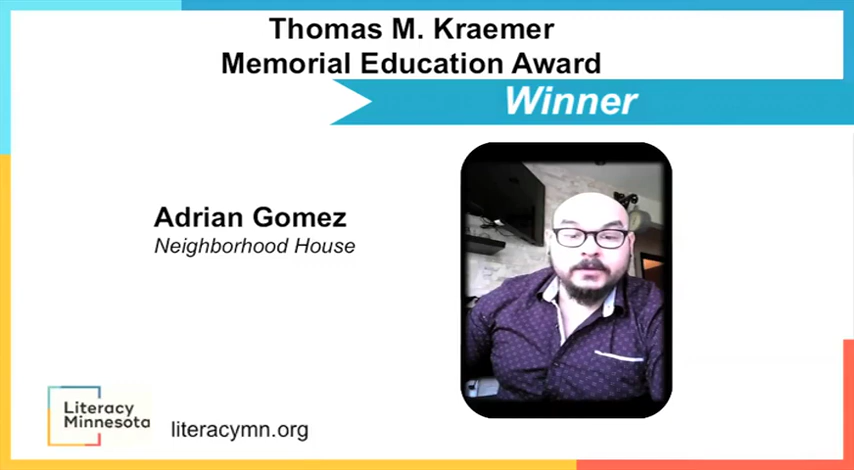 Thomas M. Kraemer
Memorial Education Award
Winner
Adrian Gomez
Neighborhood House
Literacy
Minnesota
literacymn.org